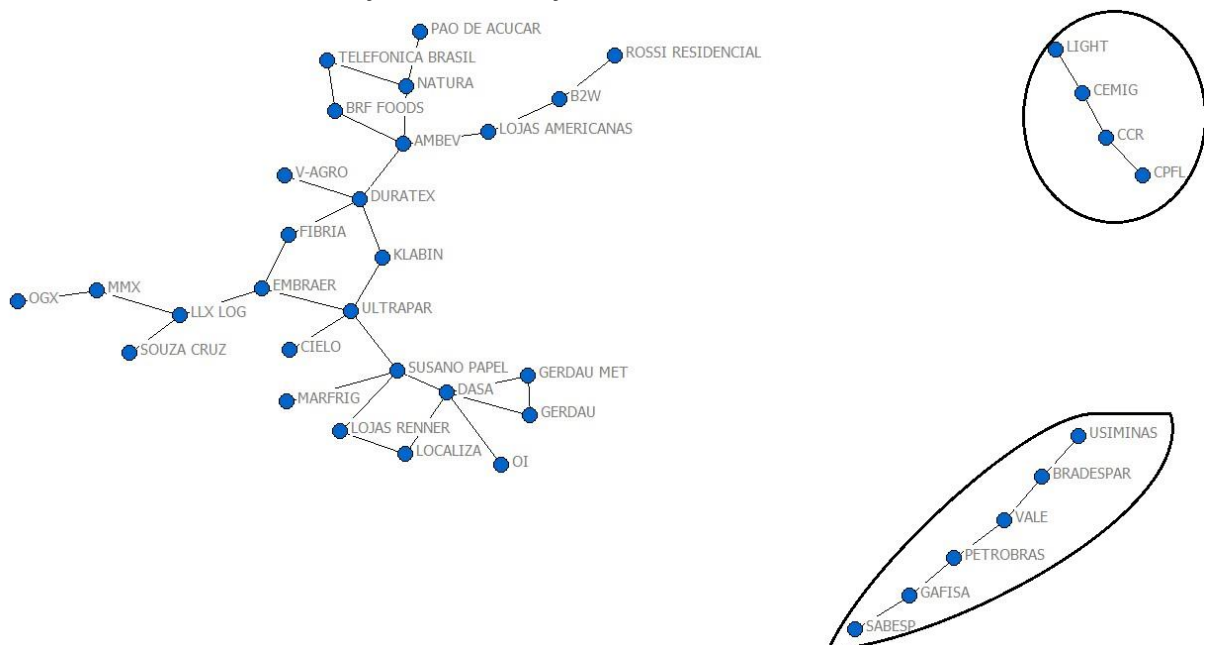 PAO DE ACUCAR
TELEFONICA BRASIL
ROSSI RESIDENCIAL
NATURA
B2W
BRF FOODS
LOJAS AMERICANAS
AMBEV
V-AGRO
DURATEX
FIBRIA
KLABIN
EMBRAER
MMX
OGX
ULTRAPAR
LLX LOG
CIELO
SOUZA CRUZ
SUSANO PAPEL
GERDAU MET
DASA
MARFRIG
GERDAU
LOJAS RENNER
LOCALIZA
OI
LIGHT
CEMIG
CCR
CPFL
USIMINAS
BRADESPAR
VALE
PETROBRAS
GAFISA
SABESP